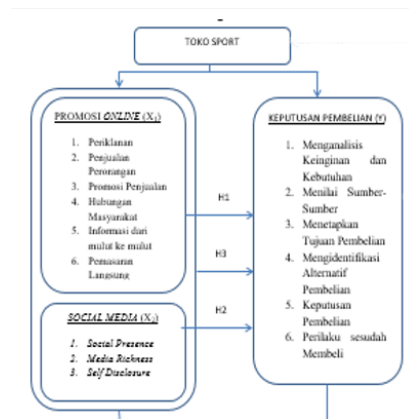 TOKO SPORT
PROMOSI ONLINE (X1)
1. Periklanan
2. Penjualan
Perorangan
3. Promosi Penjualan
4. Hubungan
Masyarakat
5. Informasi dari
mulut ke mulut
6. Pemasaran
Langsung
SOCIAL MEDIA (X2)
1. Social Presence
2. Media Richness
3. Self Disclosure
H1
H3
H2
KEPUTUSAN PEMBELIAN (Y)
1. Menganalisis
Keinginan dan
Kebutuhan
2. Menilai Sumber-
Sumber
3. Menetapkan
Tujuan Pembelian
4. Mengidentifikasi
Alternatif
Pembelian
5. Keputusan
Pembelian
6. Perilaku sesudah
Membeli